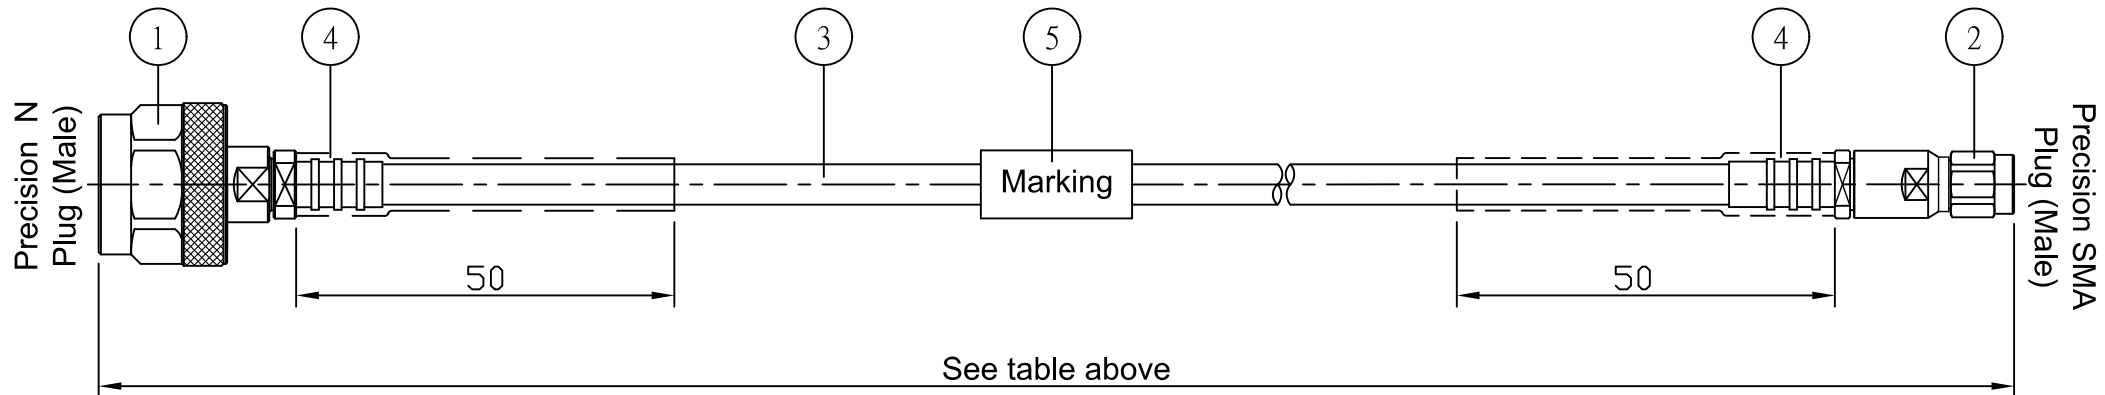 1
4
3
5
4
2
Precision N
Plug (Male)
Marking
Precision SMA
Plug (Male)
50
50
See table above